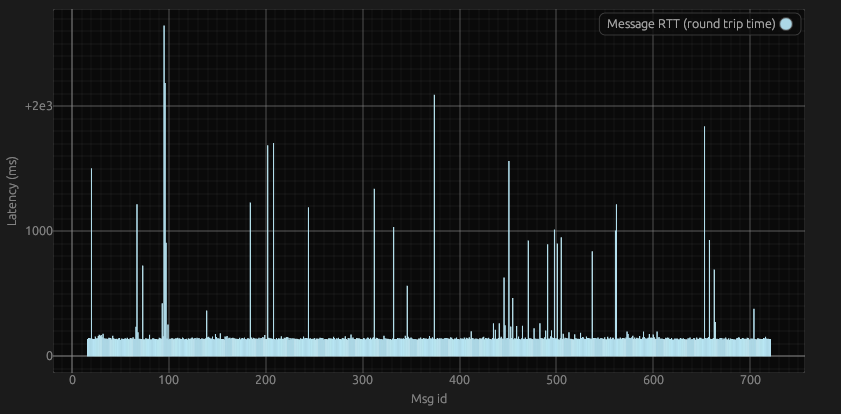 Message RTT (round trip time)
+2e3
1000
0
Latency (ms)
0 100 200 300 400 500 600 700
Msg id